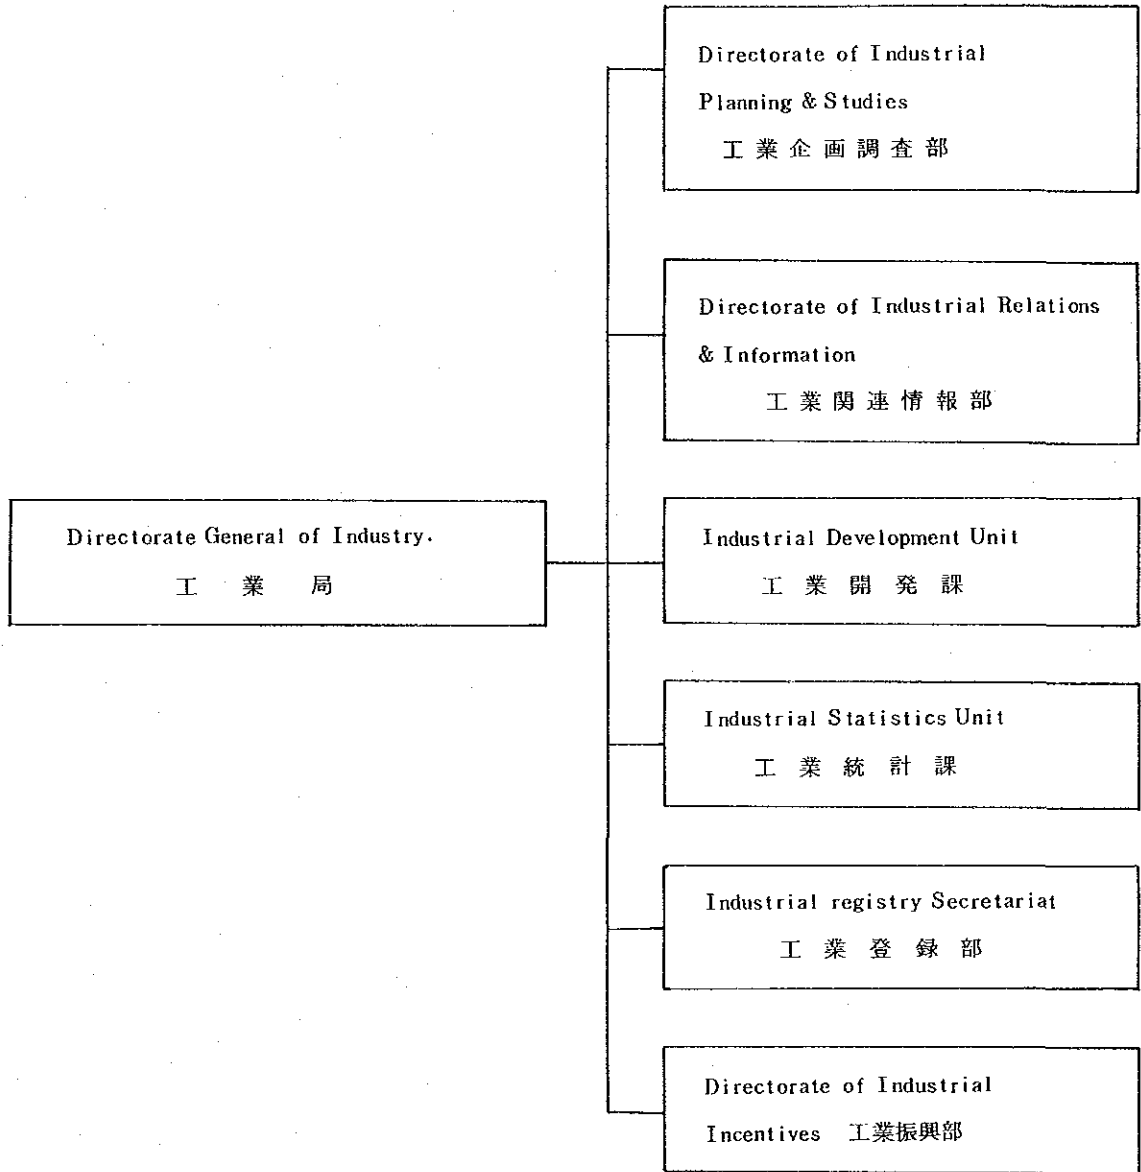 Directorate of Industrial
Planning & Studies
工業企画調査部
Directorate of Industrial Relations
& Information
工業関連情報部
Directorate General of Industry.
工業局
Industrial Development Unit
工業開発課
Industrial Statistics Unit
工業統計課
Industrial registry Secretariat
工業登録部
Directorate of Industrial
Incentives 工業振興部